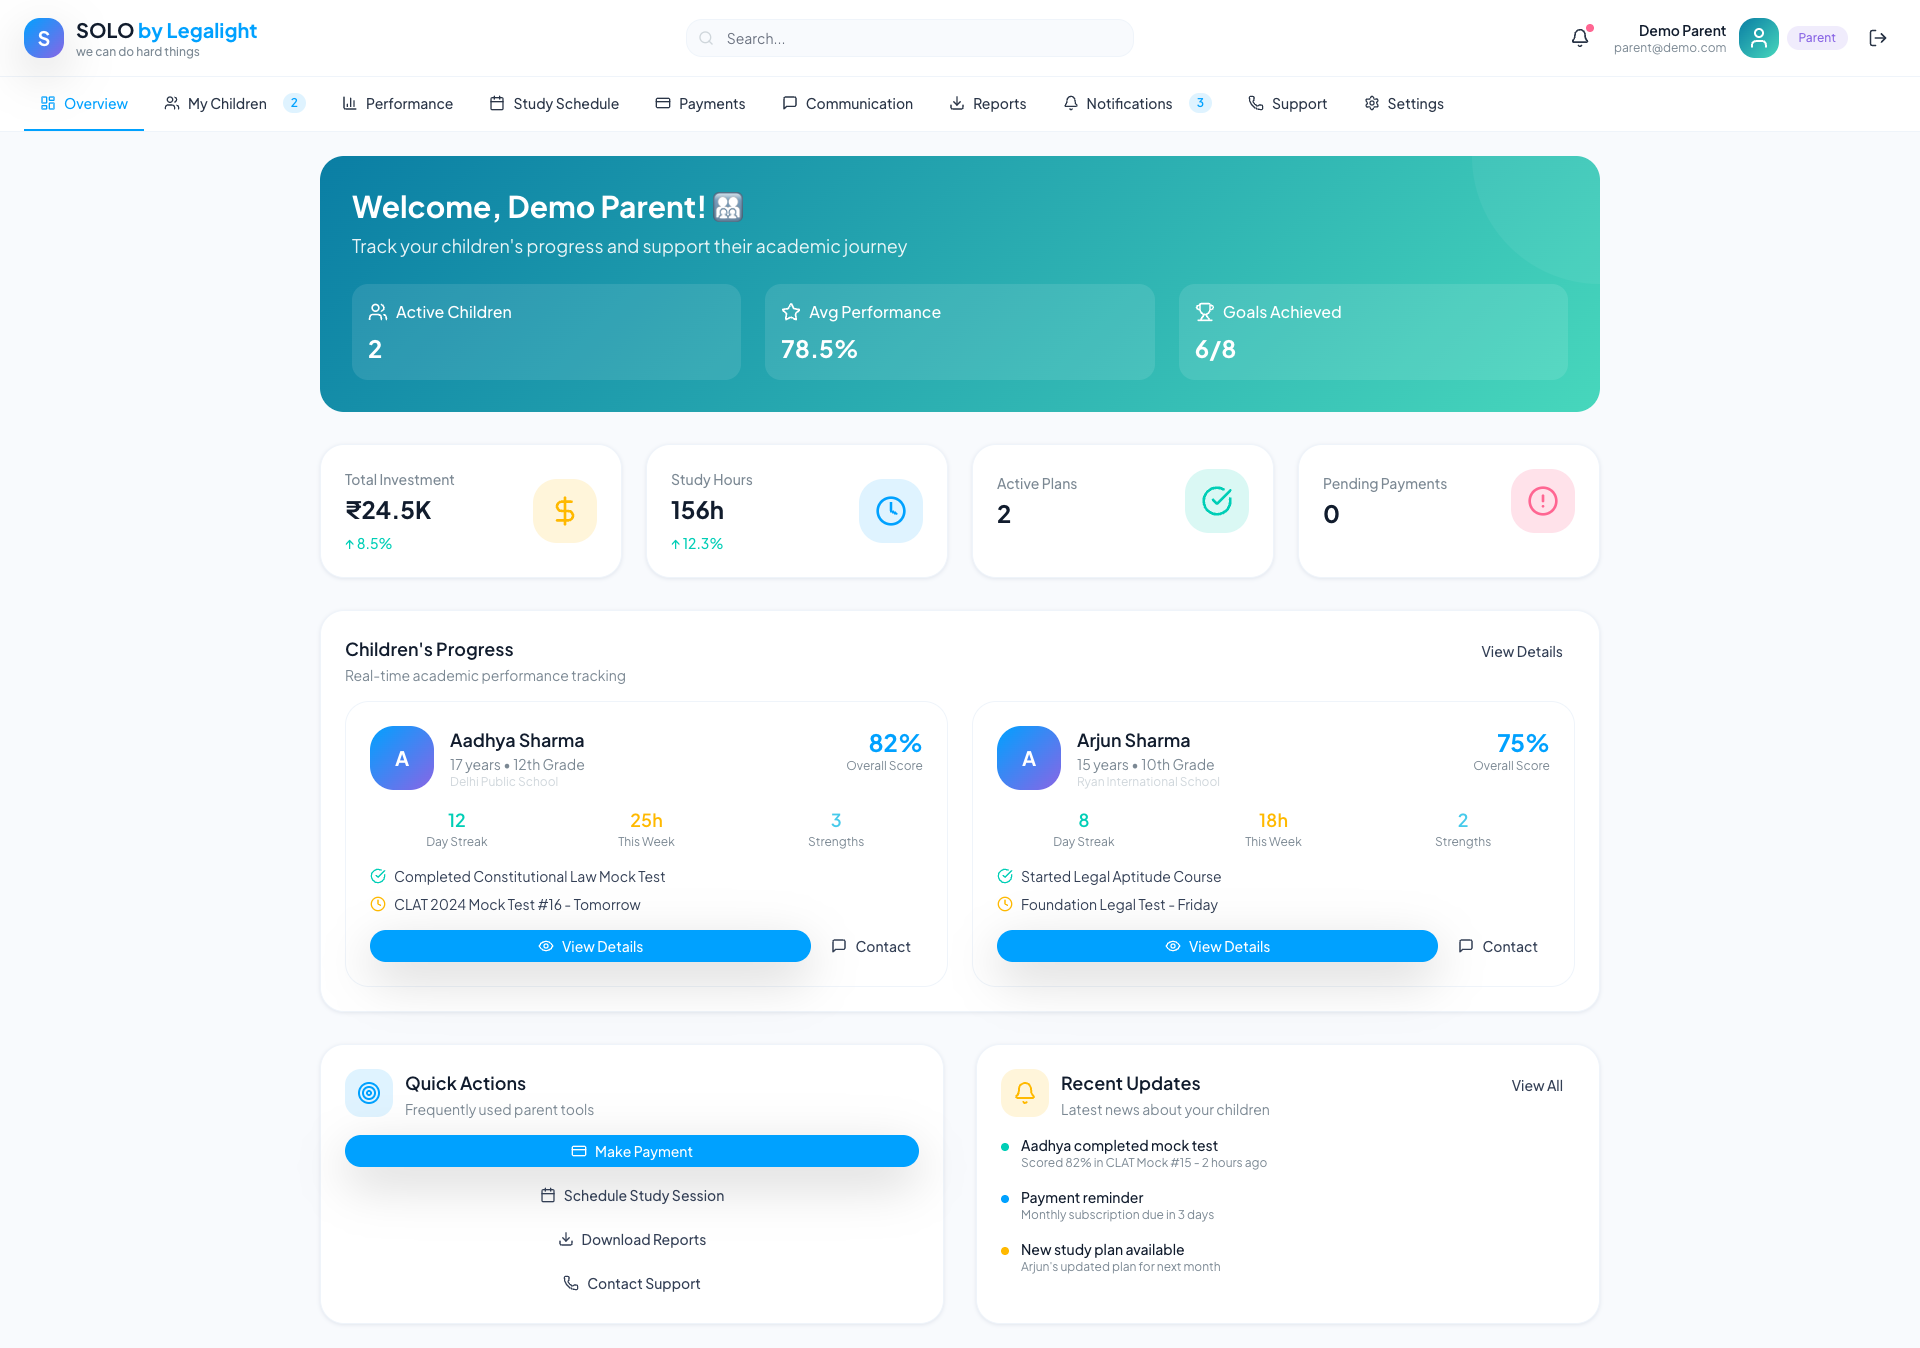 S
SOLO by Legalight
we can do hard things
Search...
Demo Parent
parent@demo.com
Parent
Overview
My Children 2
Performance
Study Schedule
Payments
Communication
Reports
Notifications 3
Support
Settings
Welcome, Demo Parent!
Track your children's progress and support their academic journey
Active Children
2
Avg Performance
78.5%
Goals Achieved
6/8
Total Investment
₹24.5K
↑ 8.5%
Study Hours
156h
↑ 12.3%
Active Plans
2
Pending Payments
0
Children's Progress
Real-time academic performance tracking
View Details
A
Aadhya Sharma
17 years • 12th Grade
Delhi Public School
82%
Overall Score
12
Day Streak
25h
This Week
3
Strengths
Completed Constitutional Law Mock Test
CLAT 2024 Mock Test #16 - Tomorrow
View Details
Contact
A
Arjun Sharma
15 years • 10th Grade
Ryan International School
75%
Overall Score
8
Day Streak
18h
This Week
2
Strengths
Started Legal Aptitude Course
Foundation Legal Test - Friday
View Details
Contact
Quick Actions
Frequently used parent tools
Make Payment
Schedule Study Session
Download Reports
Contact Support
Recent Updates
Latest news about your children
View All
Aadhya completed mock test
Scored 82% in CLAT Mock #15 - 2 hours ago
Payment reminder
Monthly subscription due in 3 days
New study plan available
Arjun's updated plan for next month